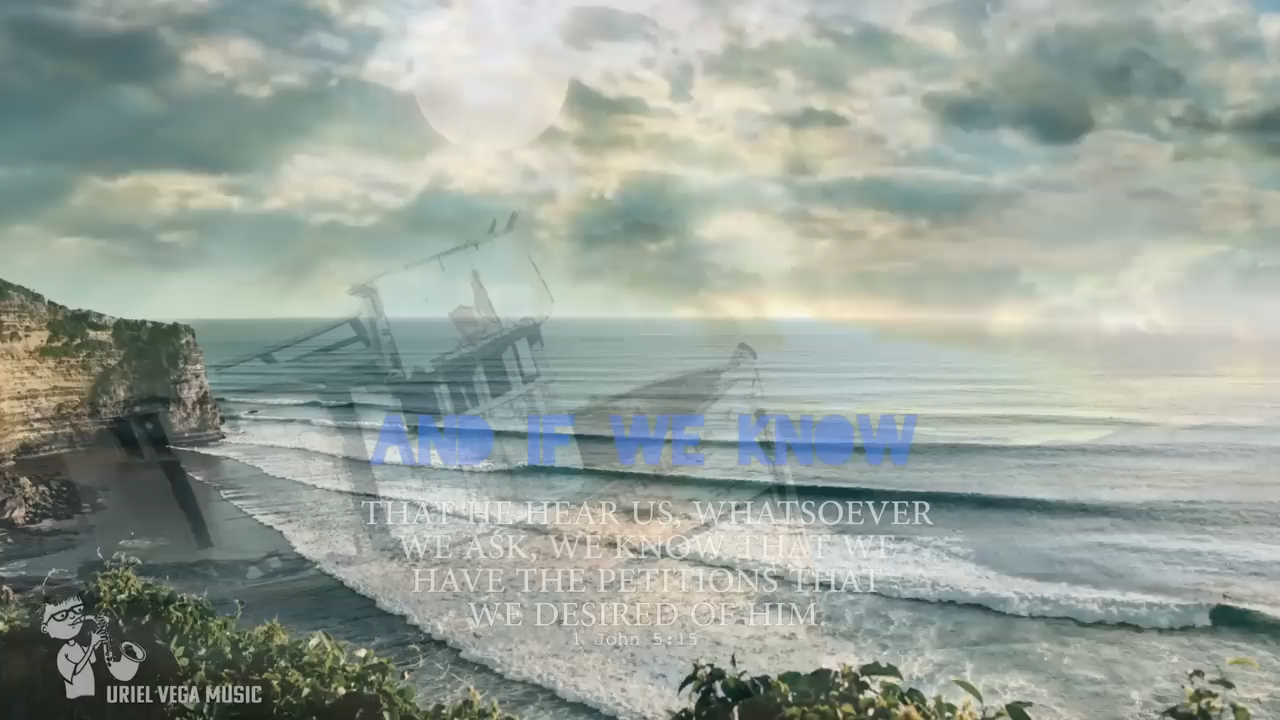 AND IF WE KNOW
THAT HE HEAR US, WHATSOEVER
WE ASK, WE KNOW THAT WE
HAVE THE PETITIONS THAT
WE DESIRED OF HIM
1 John 5:15
URIEL VEGA MUSIC